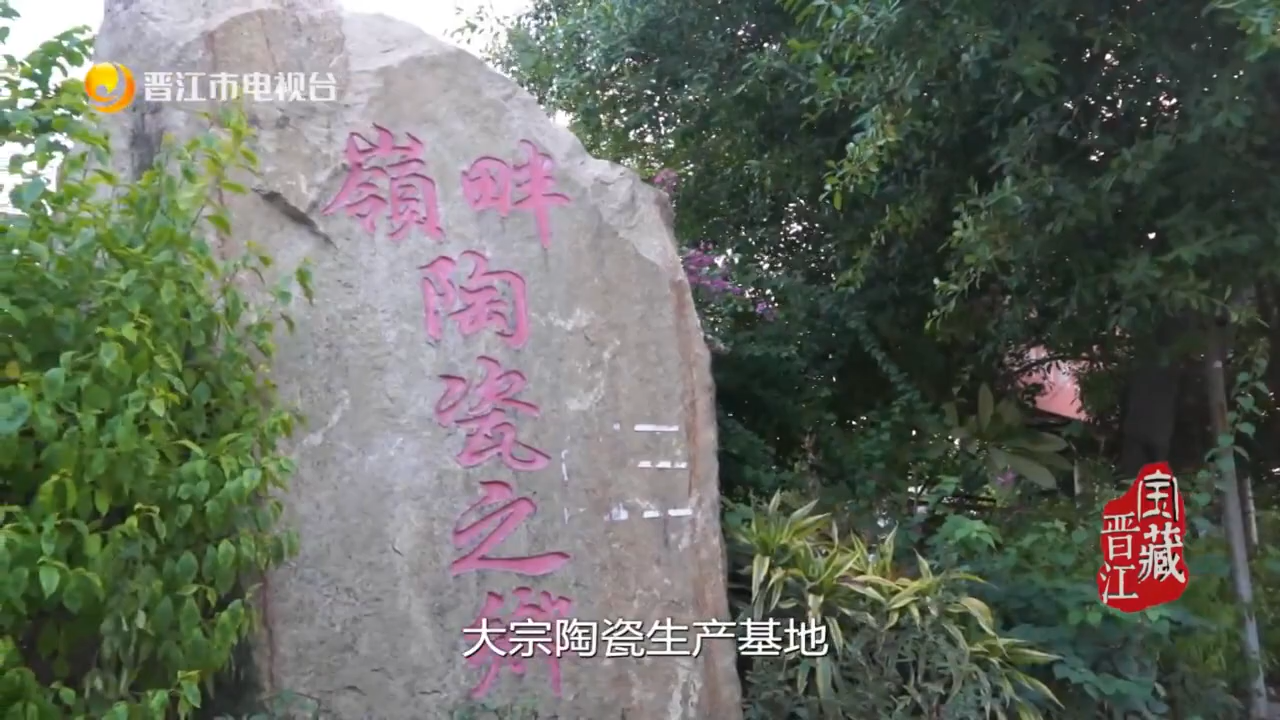 晋江市电视台
嶺畔
陶瓷之鄉
大宗陶瓷生产基地
宝藏
晋江